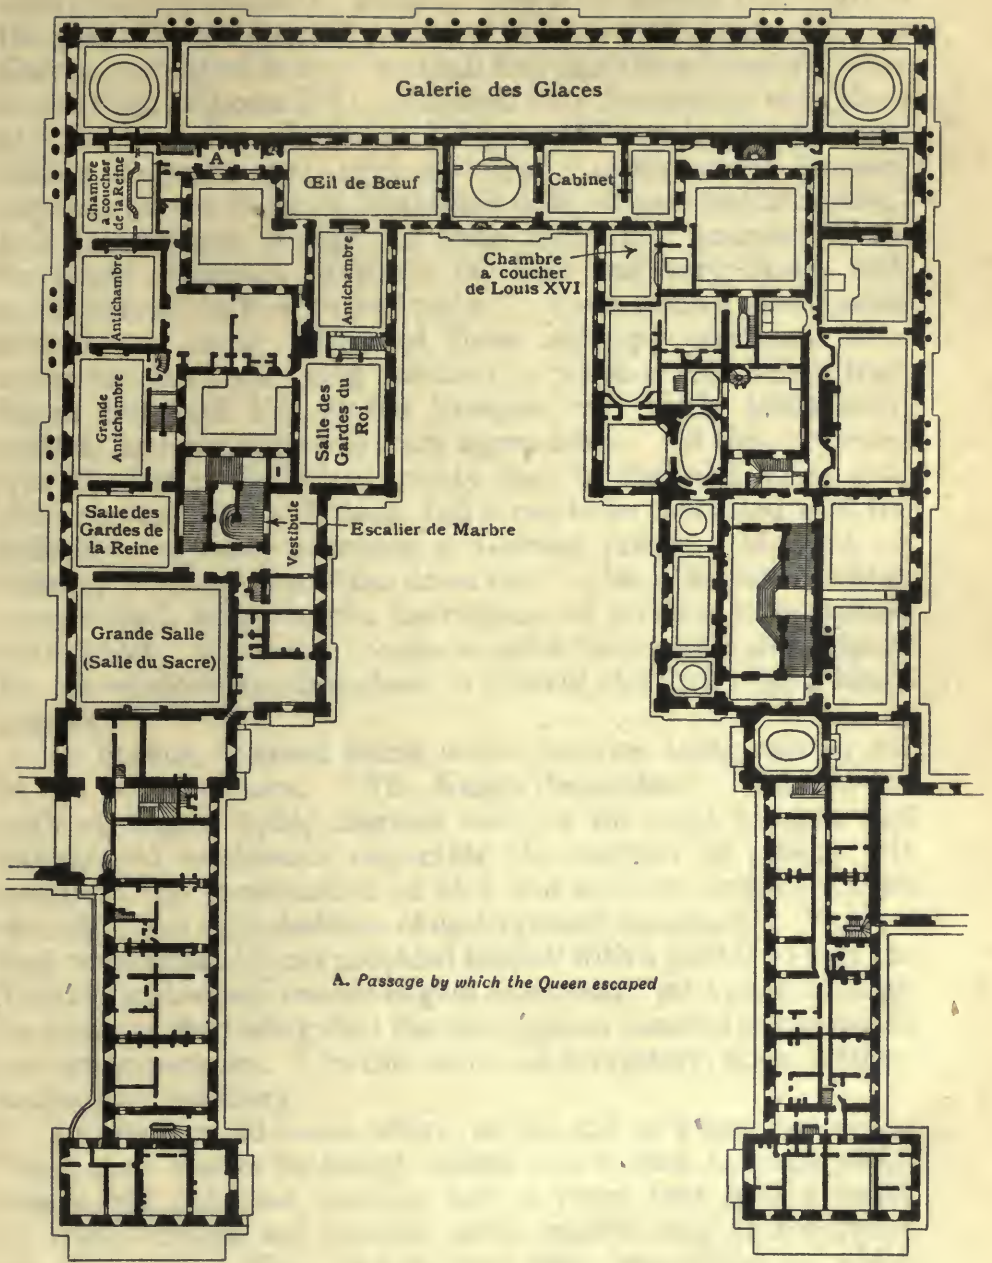 Galerie des Glaces
A
Chambre
a coucher
de la Reine
Œil de Bœuf
Cabinet
Chambre
a coucher
de Louis XVI
Antichambre
Antichambre
Grande
Antichambre
Salle des
Gardes du
Roi
Salle des
Gardes de
la Reine
Vestibule
Escalier de Marbre
Grande Salle
(Salle du Sacre)
A. Passage by which the Queen escaped